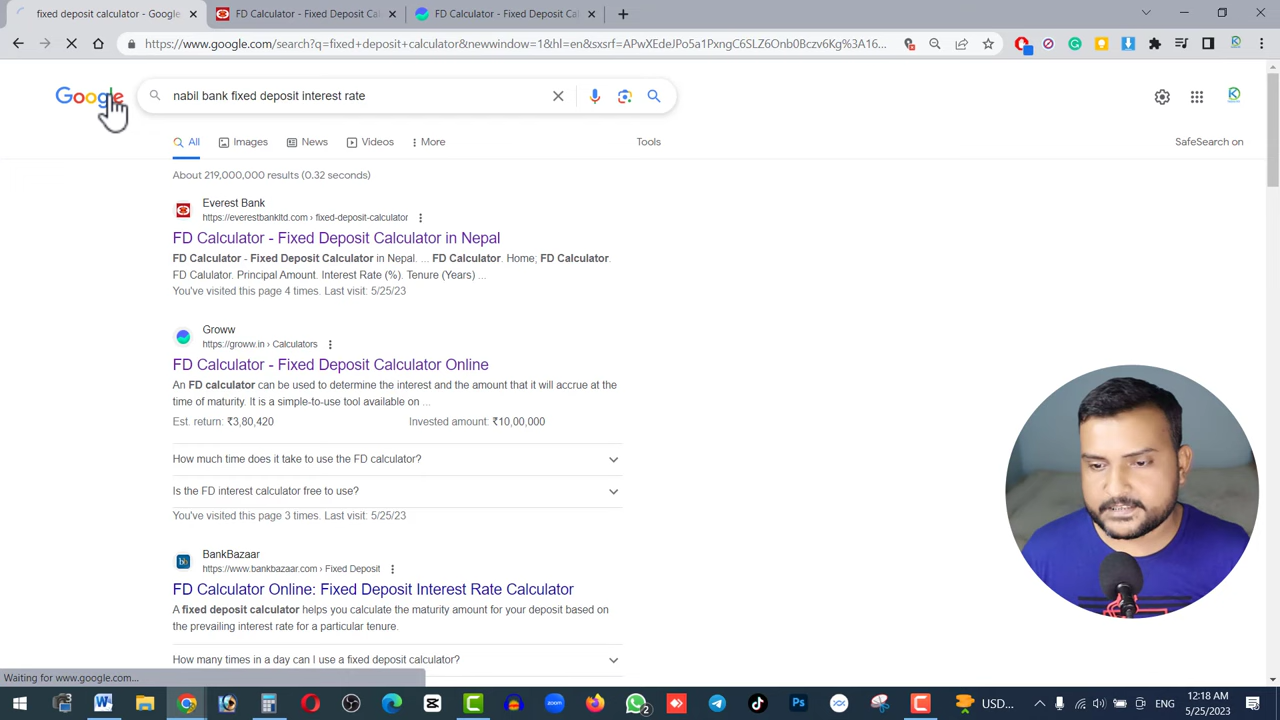 fixed deposit calculator - Google
FD Calculator - Fixed Deposit Cal
FD Calculator - Fixed Deposit Cal
https://www.google.com/search?q=fixed+deposit+calculator&newwindow=1&hl=en&sxsrf=APwXEdeJPo5a1PxngC6SLZ6Onb0Bczv6Kg%3A16...
Google
nabil bank fixed deposit interest rate
All
Images
News
Videos
More
Tools
SafeSearch on
About 219,000,000 results (0.32 seconds)
Everest Bank
https://everestbankltd.com › fixed-deposit-calculator
FD Calculator - Fixed Deposit Calculator in Nepal
FD Calculator - Fixed Deposit Calculator in Nepal. ... FD Calculator. Home; FD Calculator.
FD Calulator. Principal Amount. Interest Rate (%). Tenure (Years) ...
You've visited this page 4 times. Last visit: 5/25/23
Groww
https://groww.in › Calculators
FD Calculator - Fixed Deposit Calculator Online
An FD calculator can be used to determine the interest and the amount that it will accrue at the
time of maturity. It is a simple-to-use tool available on ...
Est. return: ₹3,80,420 Invested amount: ₹10,00,000
How much time does it take to use the FD calculator?
Is the FD interest calculator free to use?
You've visited this page 3 times. Last visit: 5/25/23
BankBazaar
https://www.bankbazaar.com › Fixed Deposit
FD Calculator Online: Fixed Deposit Interest Rate Calculator
A fixed deposit calculator helps you calculate the maturity amount for your deposit based on
the prevailing interest rate for a particular tenure.
How many times in a day can I use a fixed deposit calculator?
Waiting for www.google.com...
USD...
ENG
12:18 AM
5/25/2023